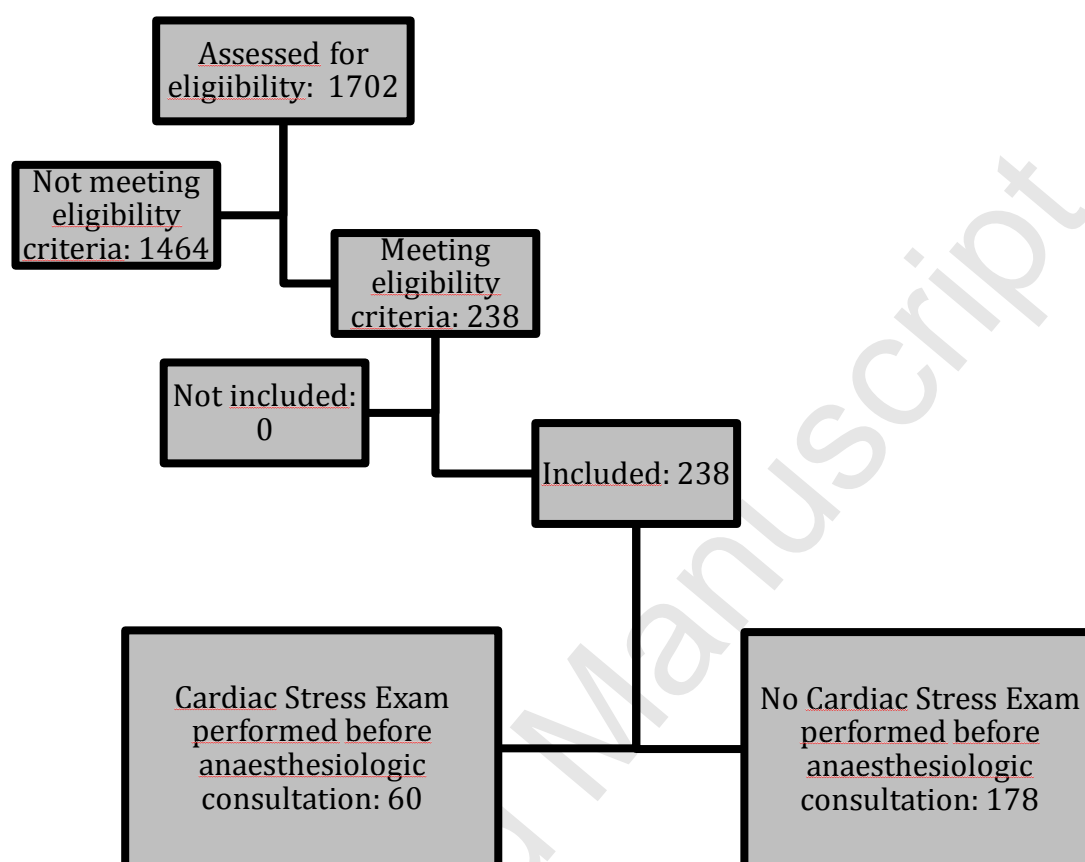 Assessed for
eligiibility: 1702
Not meeting
eligibility
criteria: 1464
Meeting
eligibility
criteria: 238
Not included:
0
Included: 238
Cardiac Stress Exam
performed before
anaesthesiologic
consultation: 60
No Cardiac Stress Exam
performed before
anaesthesiologic
consultation: 178
Manuscript